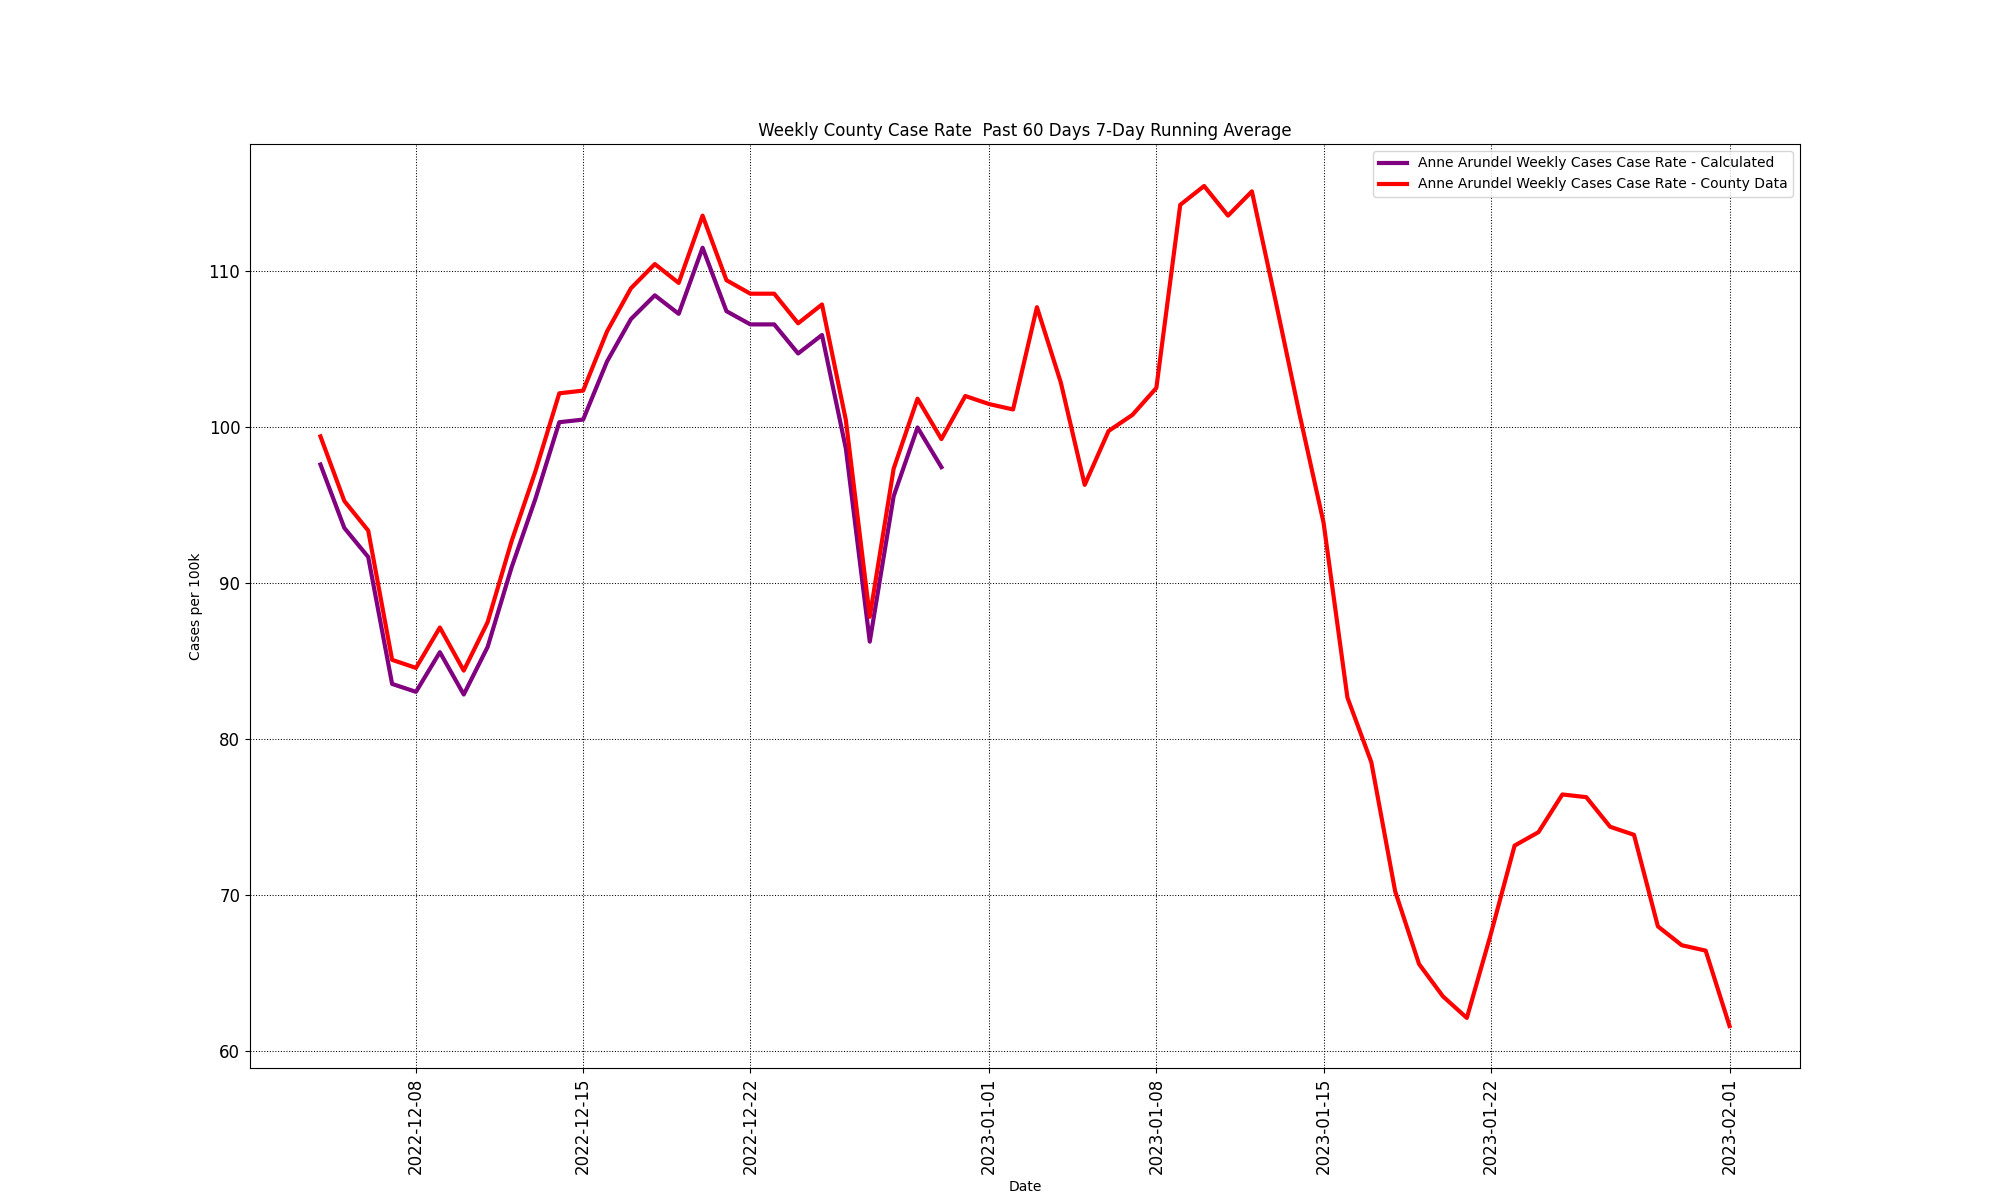 Weekly County Case Rate  Past 60 Days 7-Day Running Average
Anne Arundel Weekly Cases Case Rate - Calculated
Anne Arundel Weekly Cases Case Rate - County Data
Cases per 100k
110
100
90
80
70
60
2022-12-08
2022-12-15
2022-12-22
2023-01-01
2023-01-08
2023-01-15
2023-01-22
2023-02-01
Date